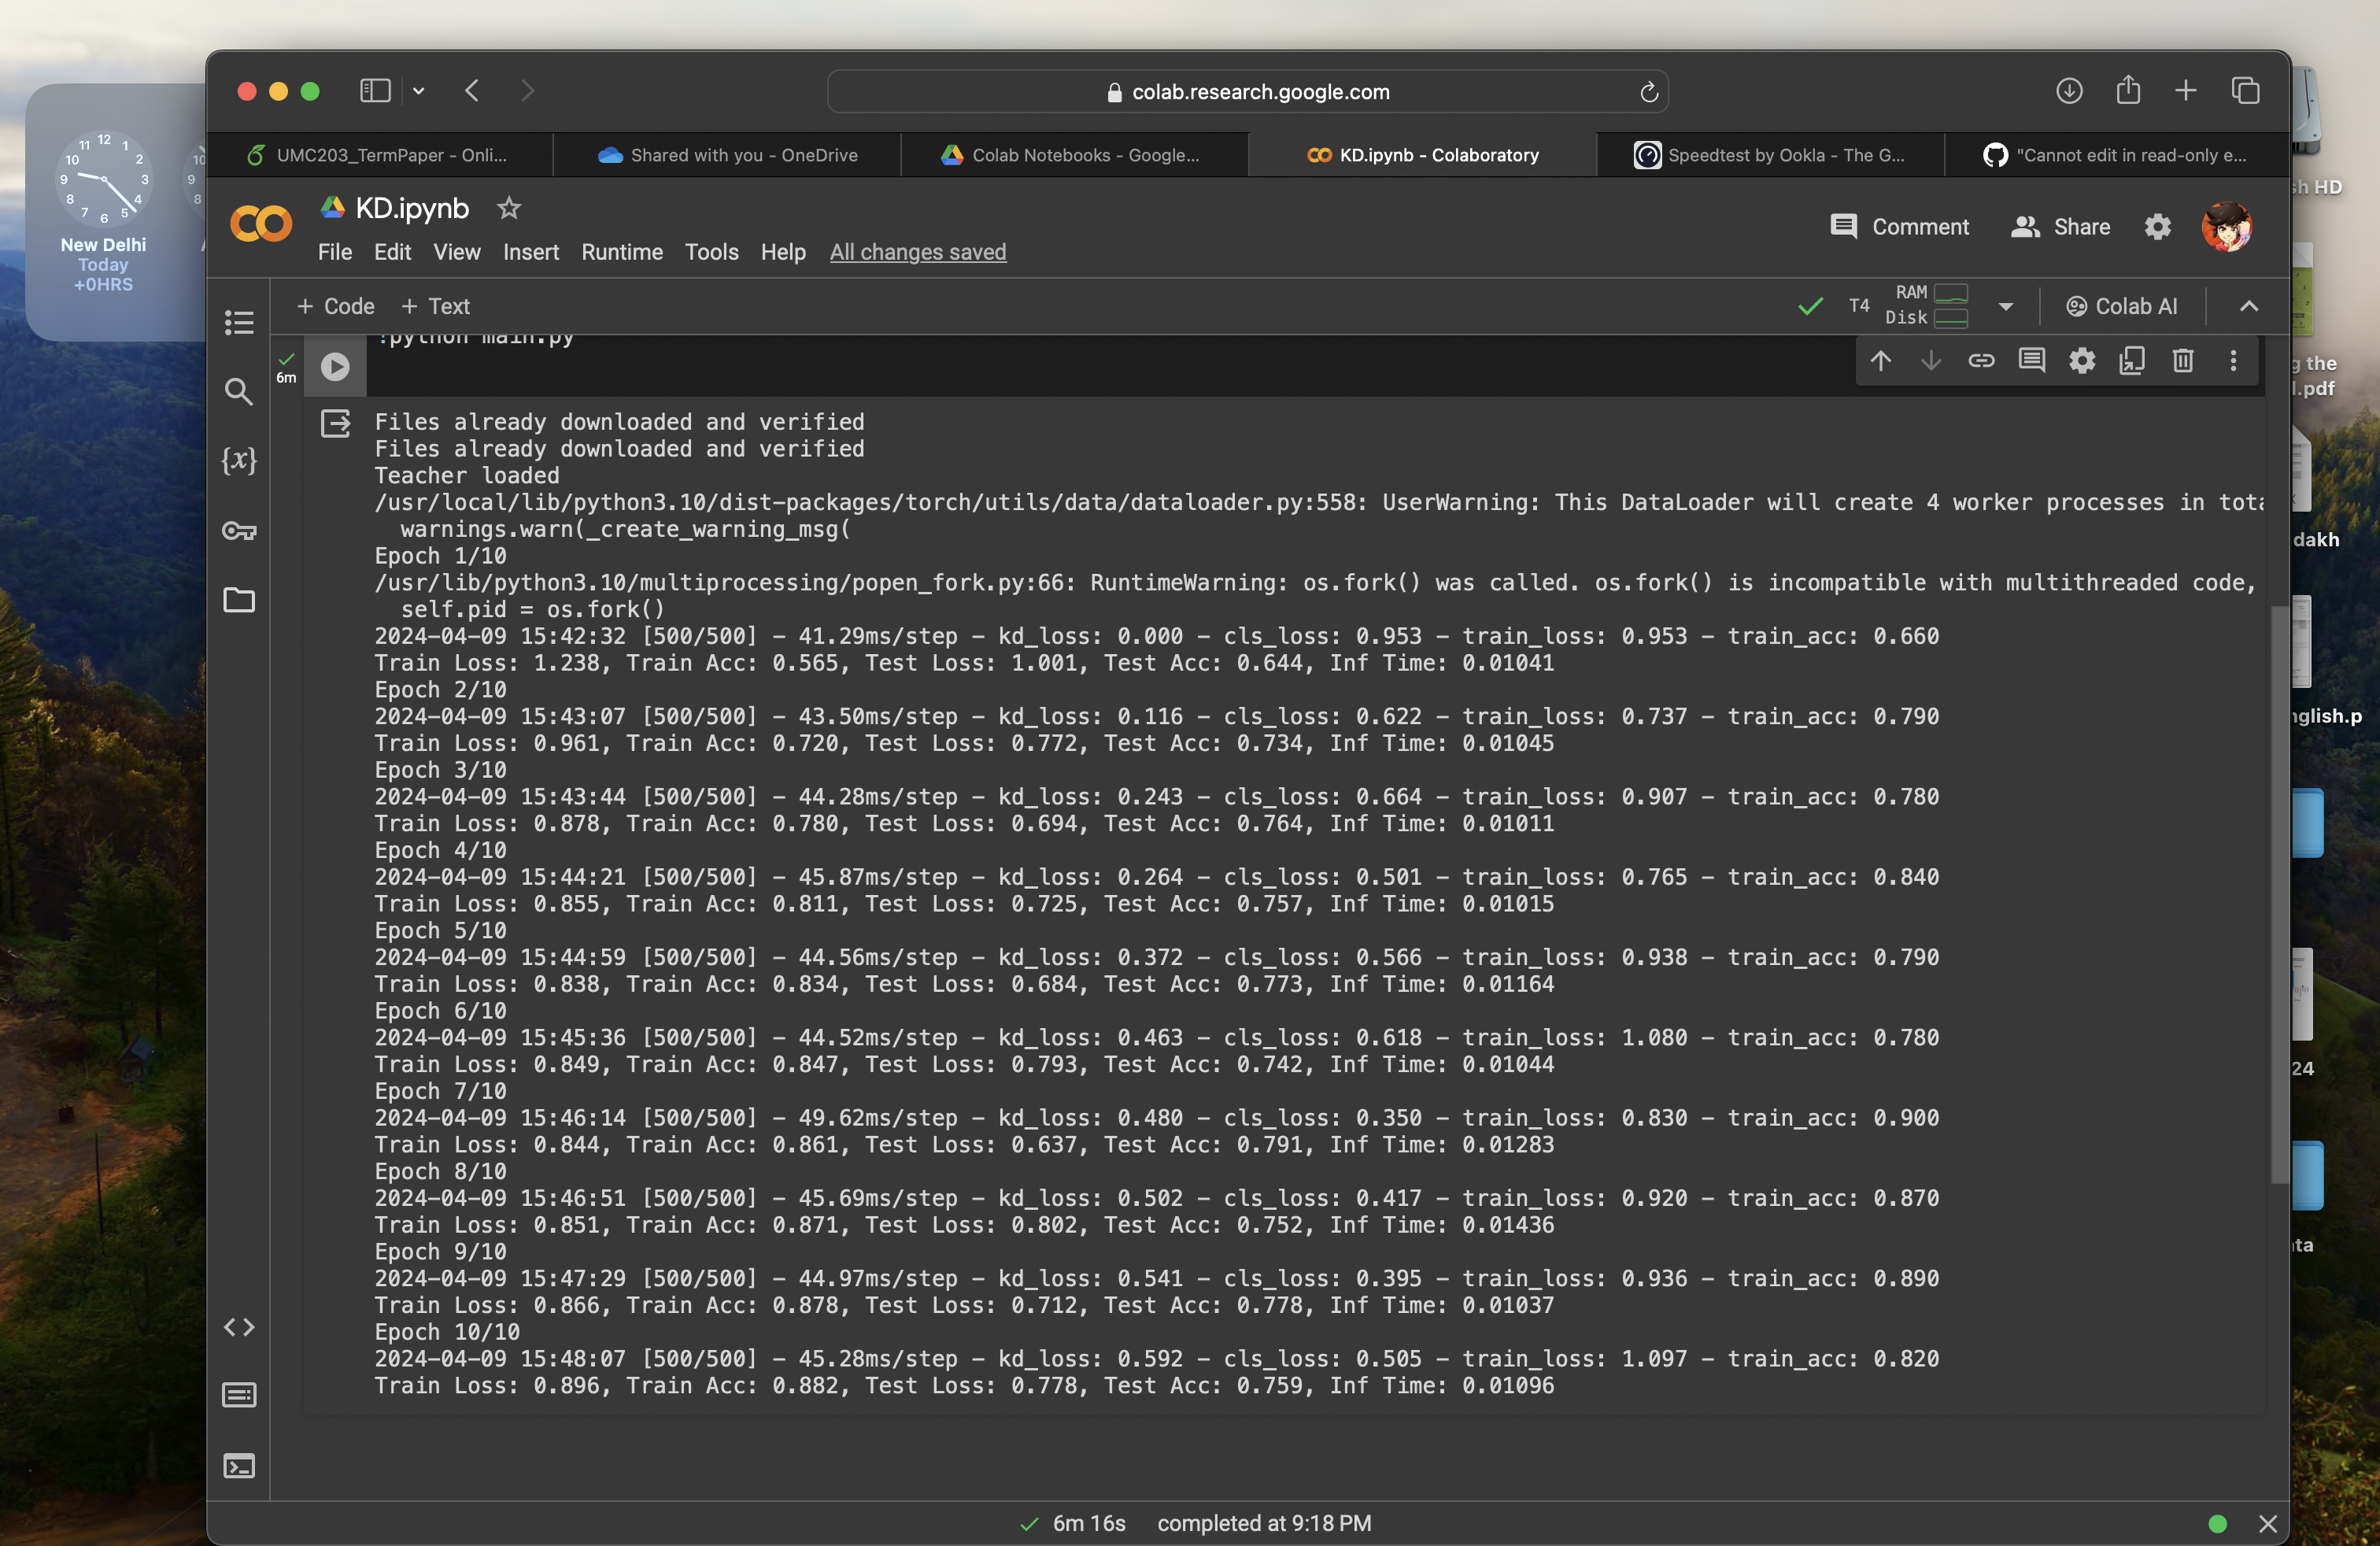 colab.research.google.com
UMC203_TermPaper - Onli...
Shared with you - OneDrive
Colab Notebooks - Google...
KD.ipynb - Colaboratory
Speedtest by Ookla - The G...
"Cannot edit in read-only e...
12
11 1
10 2
9 3
8 4
7 5
6
New Delhi
Today
+0HRS
10
9
8
sh HD
g the
l.pdf
dakh
nglish.p
24
ta
KD.ipynb
Comment
Share
File Edit View Insert Runtime Tools Help All changes saved
+ Code + Text
T4
RAM
Disk
Colab AI
6m
!python main.py
Files already downloaded and verified
Files already downloaded and verified
Teacher loaded
/usr/local/lib/python3.10/dist-packages/torch/utils/data/dataloader.py:558: UserWarning: This DataLoader will create 4 worker processes in tota
warnings.warn(_create_warning_msg(
Epoch 1/10
/usr/lib/python3.10/multiprocessing/popen_fork.py:66: RuntimeWarning: os.fork() was called. os.fork() is incompatible with multithreaded code,
self.pid = os.fork()
2024-04-09 15:42:32 [500/500] - 41.29ms/step - kd_loss: 0.000 - cls_loss: 0.953 - train_loss: 0.953 - train_acc: 0.660
Train Loss: 1.238, Train Acc: 0.565, Test Loss: 1.001, Test Acc: 0.644, Inf Time: 0.01041
Epoch 2/10
2024-04-09 15:43:07 [500/500] - 43.50ms/step - kd_loss: 0.116 - cls_loss: 0.622 - train_loss: 0.737 - train_acc: 0.790
Train Loss: 0.961, Train Acc: 0.720, Test Loss: 0.772, Test Acc: 0.734, Inf Time: 0.01045
Epoch 3/10
2024-04-09 15:43:44 [500/500] - 44.28ms/step - kd_loss: 0.243 - cls_loss: 0.664 - train_loss: 0.907 - train_acc: 0.780
Train Loss: 0.878, Train Acc: 0.780, Test Loss: 0.694, Test Acc: 0.764, Inf Time: 0.01011
Epoch 4/10
2024-04-09 15:44:21 [500/500] - 45.87ms/step - kd_loss: 0.264 - cls_loss: 0.501 - train_loss: 0.765 - train_acc: 0.840
Train Loss: 0.855, Train Acc: 0.811, Test Loss: 0.725, Test Acc: 0.757, Inf Time: 0.01015
Epoch 5/10
2024-04-09 15:44:59 [500/500] - 44.56ms/step - kd_loss: 0.372 - cls_loss: 0.566 - train_loss: 0.938 - train_acc: 0.790
Train Loss: 0.838, Train Acc: 0.834, Test Loss: 0.684, Test Acc: 0.773, Inf Time: 0.01164
Epoch 6/10
2024-04-09 15:45:36 [500/500] - 44.52ms/step - kd_loss: 0.463 - cls_loss: 0.618 - train_loss: 1.080 - train_acc: 0.780
Train Loss: 0.849, Train Acc: 0.847, Test Loss: 0.793, Test Acc: 0.742, Inf Time: 0.01044
Epoch 7/10
2024-04-09 15:46:14 [500/500] - 49.62ms/step - kd_loss: 0.480 - cls_loss: 0.350 - train_loss: 0.830 - train_acc: 0.900
Train Loss: 0.844, Train Acc: 0.861, Test Loss: 0.637, Test Acc: 0.791, Inf Time: 0.01283
Epoch 8/10
2024-04-09 15:46:51 [500/500] - 45.69ms/step - kd_loss: 0.502 - cls_loss: 0.417 - train_loss: 0.920 - train_acc: 0.870
Train Loss: 0.851, Train Acc: 0.871, Test Loss: 0.802, Test Acc: 0.752, Inf Time: 0.01436
Epoch 9/10
2024-04-09 15:47:29 [500/500] - 44.97ms/step - kd_loss: 0.541 - cls_loss: 0.395 - train_loss: 0.936 - train_acc: 0.890
Train Loss: 0.866, Train Acc: 0.878, Test Loss: 0.712, Test Acc: 0.778, Inf Time: 0.01037
Epoch 10/10
2024-04-09 15:48:07 [500/500] - 45.28ms/step - kd_loss: 0.592 - cls_loss: 0.505 - train_loss: 1.097 - train_acc: 0.820
Train Loss: 0.896, Train Acc: 0.882, Test Loss: 0.778, Test Acc: 0.759, Inf Time: 0.01096
6m 16s completed at 9:18 PM